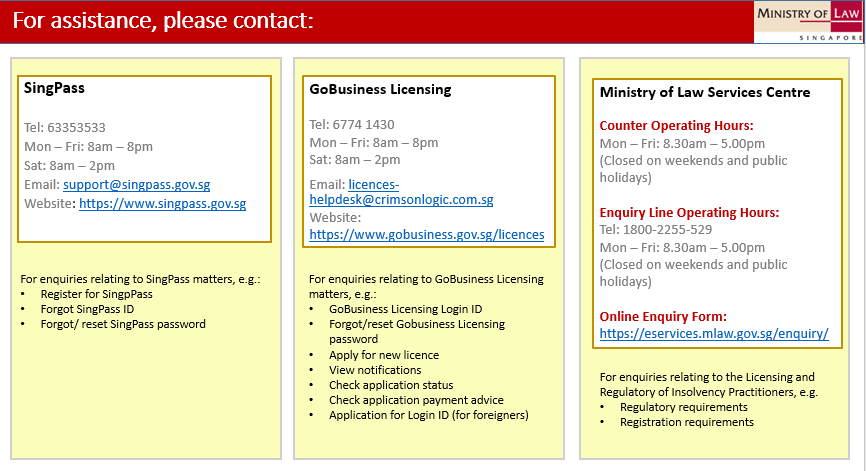 For assistance, please contact:
MINISTRY OF LAW
SINGAPORE
SingPass
Tel: 63353533
Mon – Fri: 8am – 8pm
Sat: 8am – 2pm
Email: support@singpass.gov.sg
Website: https://www.singpass.gov.sg
For enquiries relating to SingPass matters, e.g.:
• Register for SingpPass
• Forgot SingPass ID
• Forgot/ reset SingPass password
GoBusiness Licensing
Tel: 6774 1430
Mon – Fri: 8am – 8pm
Sat: 8am – 2pm
Email: licences-
helpdesk@crimsonlogic.com.sg
Website:
https://www.gobusiness.gov.sg/licences
For enquiries relating to GoBusiness Licensing
matters, e.g.:
• GoBusiness Licensing Login ID
• Forgot/reset Gobusiness Licensing
password
• Apply for new licence
• View notifications
• Check application status
• Check application payment advice
• Application for Login ID (for foreigners)
Ministry of Law Services Centre
Counter Operating Hours:
Mon – Fri: 8.30am – 5.00pm
(Closed on weekends and public
holidays)
Enquiry Line Operating Hours:
Tel: 1800-2255-529
Mon – Fri: 8.30am – 5.00pm
(Closed on weekends and public
holidays)
Online Enquiry Form:
https://eservices.mlaw.gov.sg/enquiry/
For enquiries relating to the Licensing and
Regulatory of Insolvency Practitioners, e.g.
• Regulatory requirements
• Registration requirements